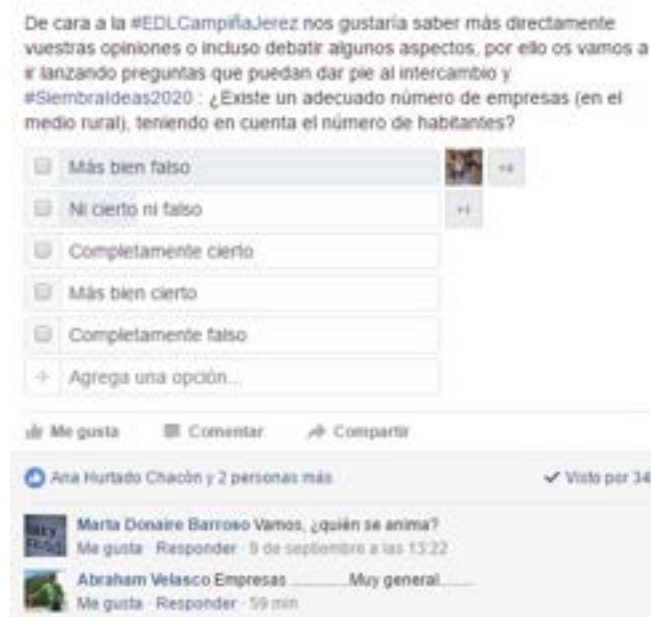 De cara a la #EDLCampiñaJerez nos gustaría saber más directamente
vuestras opiniones o incluso debatir algunos aspectos, por ello os vamos a
ir lanzando preguntas que puedan dar pie al intercambio y
#SiembraIdeas2020 : ¿Existe un adecuado número de empresas (en el
medio rural), teniendo en cuenta el número de habitantes?
Más bien falso
Ni cierto ni falso
+1
Completamente cierto
Más bien cierto
Completamente falso
+ Agrega una opción...
Me gusta Comentar Compartir
Ana Hurtado Chacón y 2 personas más
Visto por 34
Marta Donaire Barroso Vamos, ¿quién se anima?
Me gusta · Responder · 9 de septiembre a las 13:22
Abraham Velasco Empresas ..............Muy general........
Me gusta · Responder · 59 min